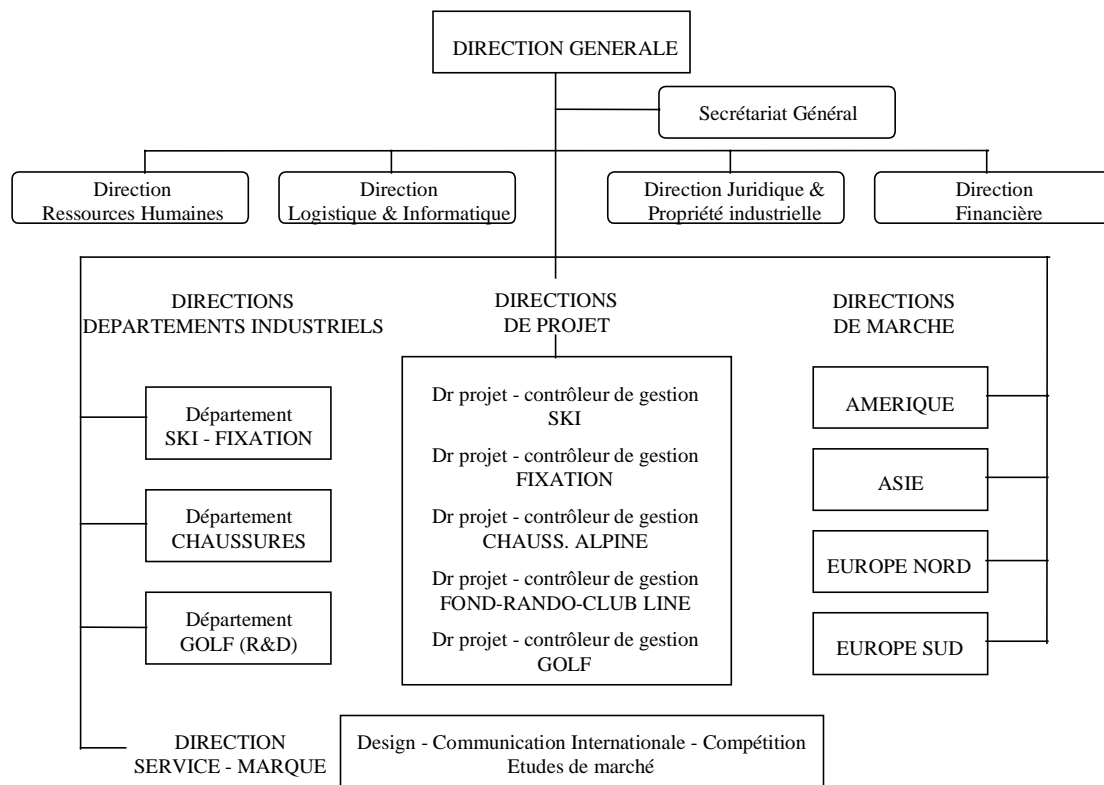 DIRECTION GENERALE
Secrétariat Général
Direction
Ressources Humaines
Direction
Logistique & Informatique
Direction Juridique &
Propriété industrielle
Direction
Financière
DIRECTIONS
DEPARTEMENTS INDUSTRIELS
DIRECTIONS
DE PROJET
DIRECTIONS
DE MARCHE
Département
SKI - FIXATION
Département
CHAUSSURES
Département
GOLF (R&D)
Dr projet - contrôleur de gestion
SKI
Dr projet - contrôleur de gestion
FIXATION
Dr projet - contrôleur de gestion
CHAUSS. ALPINE
Dr projet - contrôleur de gestion
FOND-RANDO-CLUB LINE
Dr projet - contrôleur de gestion
GOLF
AMERIQUE
ASIE
EUROPE NORD
EUROPE SUD
DIRECTION
SERVICE - MARQUE
Design - Communication Internationale - Compétition
Etudes de marché